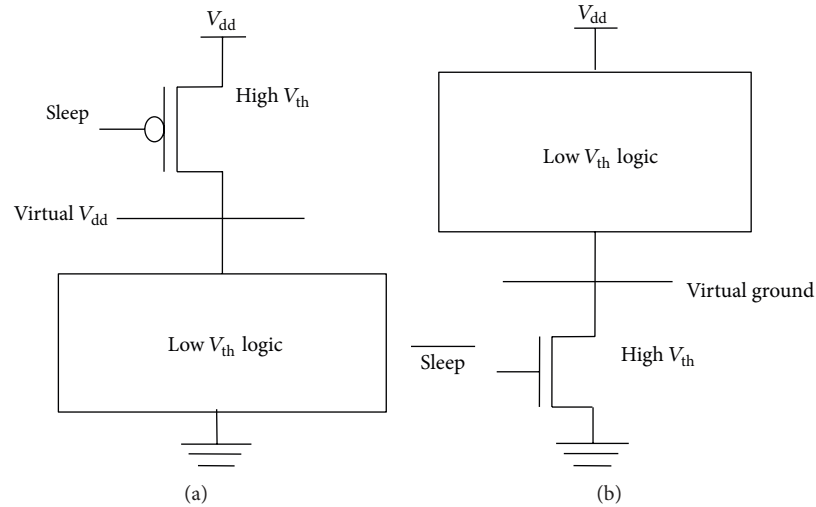 V_dd
High V_th
Sleep
Virtual V_dd
Low V_th logic
(a)
V_dd
Low V_th logic
Virtual ground
Sleep
High V_th
(b)